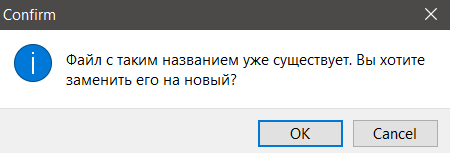 Confirm
Файл с таким названием уже существует. Вы хотите
заменить его на новый?
OK
Cancel